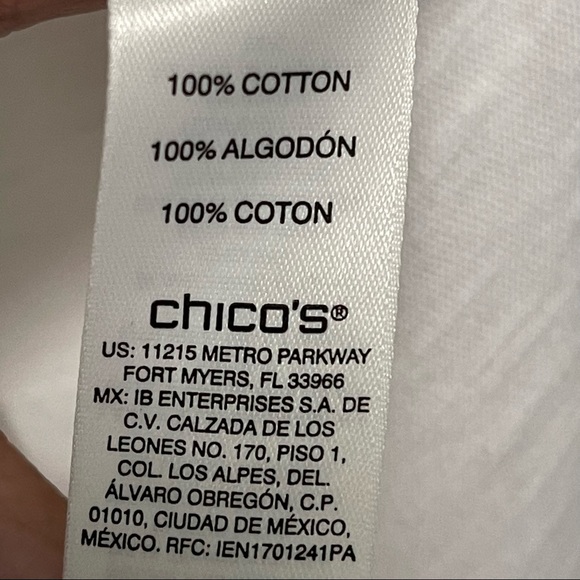 100% COTTON
100% ALGODÓN
100% COTON
chico's®
US: 11215 METRO PARKWAY
FORT MYERS, FL 33966
MX: IB ENTERPRISES S.A. DE
C.V. CALZADA DE LOS
LEONES NO. 170, PISO 1,
COL. LOS ALPES, DEL.
ÁLVARO OBREGÓN, C.P.
01010, CIUDAD DE MÉXICO,
MÉXICO. RFC: IEN1701241PA